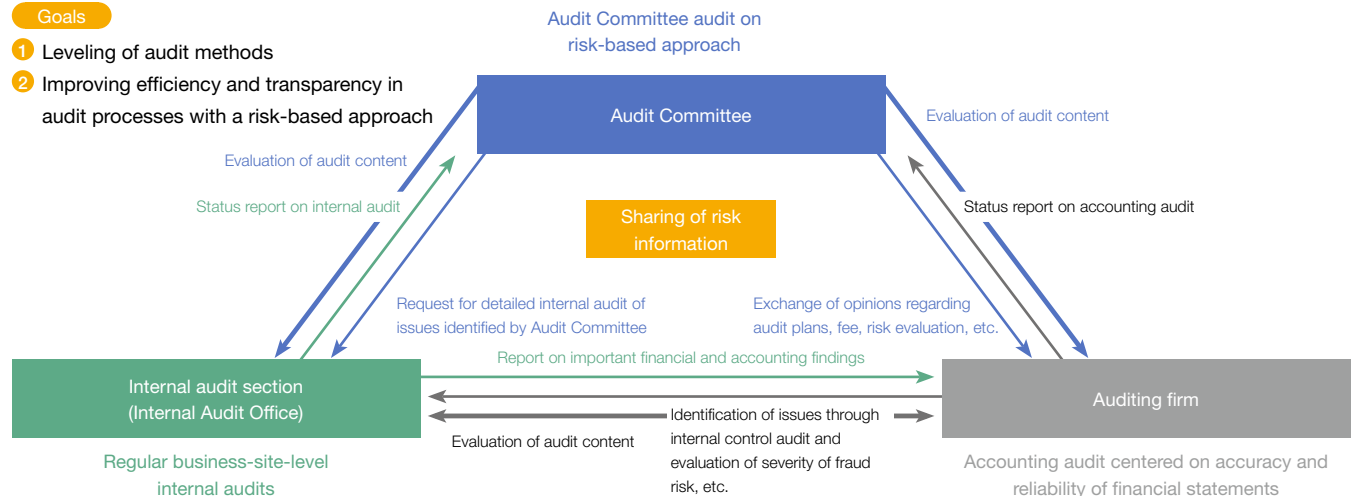 Goals
1 Leveling of audit methods
2 Improving efficiency and transparency in
audit processes with a risk-based approach
Audit Committee audit on
risk-based approach
Audit Committee
Evaluation of audit content
Status report on internal audit
Evaluation of audit content
Status report on accounting audit
Sharing of risk
information
Request for detailed internal audit of
issues identified by Audit Committee
Exchange of opinions regarding
audit plans, fee, risk evaluation, etc.
Report on important financial and accounting findings
Internal audit section
(Internal Audit Office)
Auditing firm
Evaluation of audit content
Identification of issues through
internal control audit and
evaluation of severity of fraud
risk, etc.
Regular business-site-level
internal audits
Accounting audit centered on accuracy and
reliability of financial statements